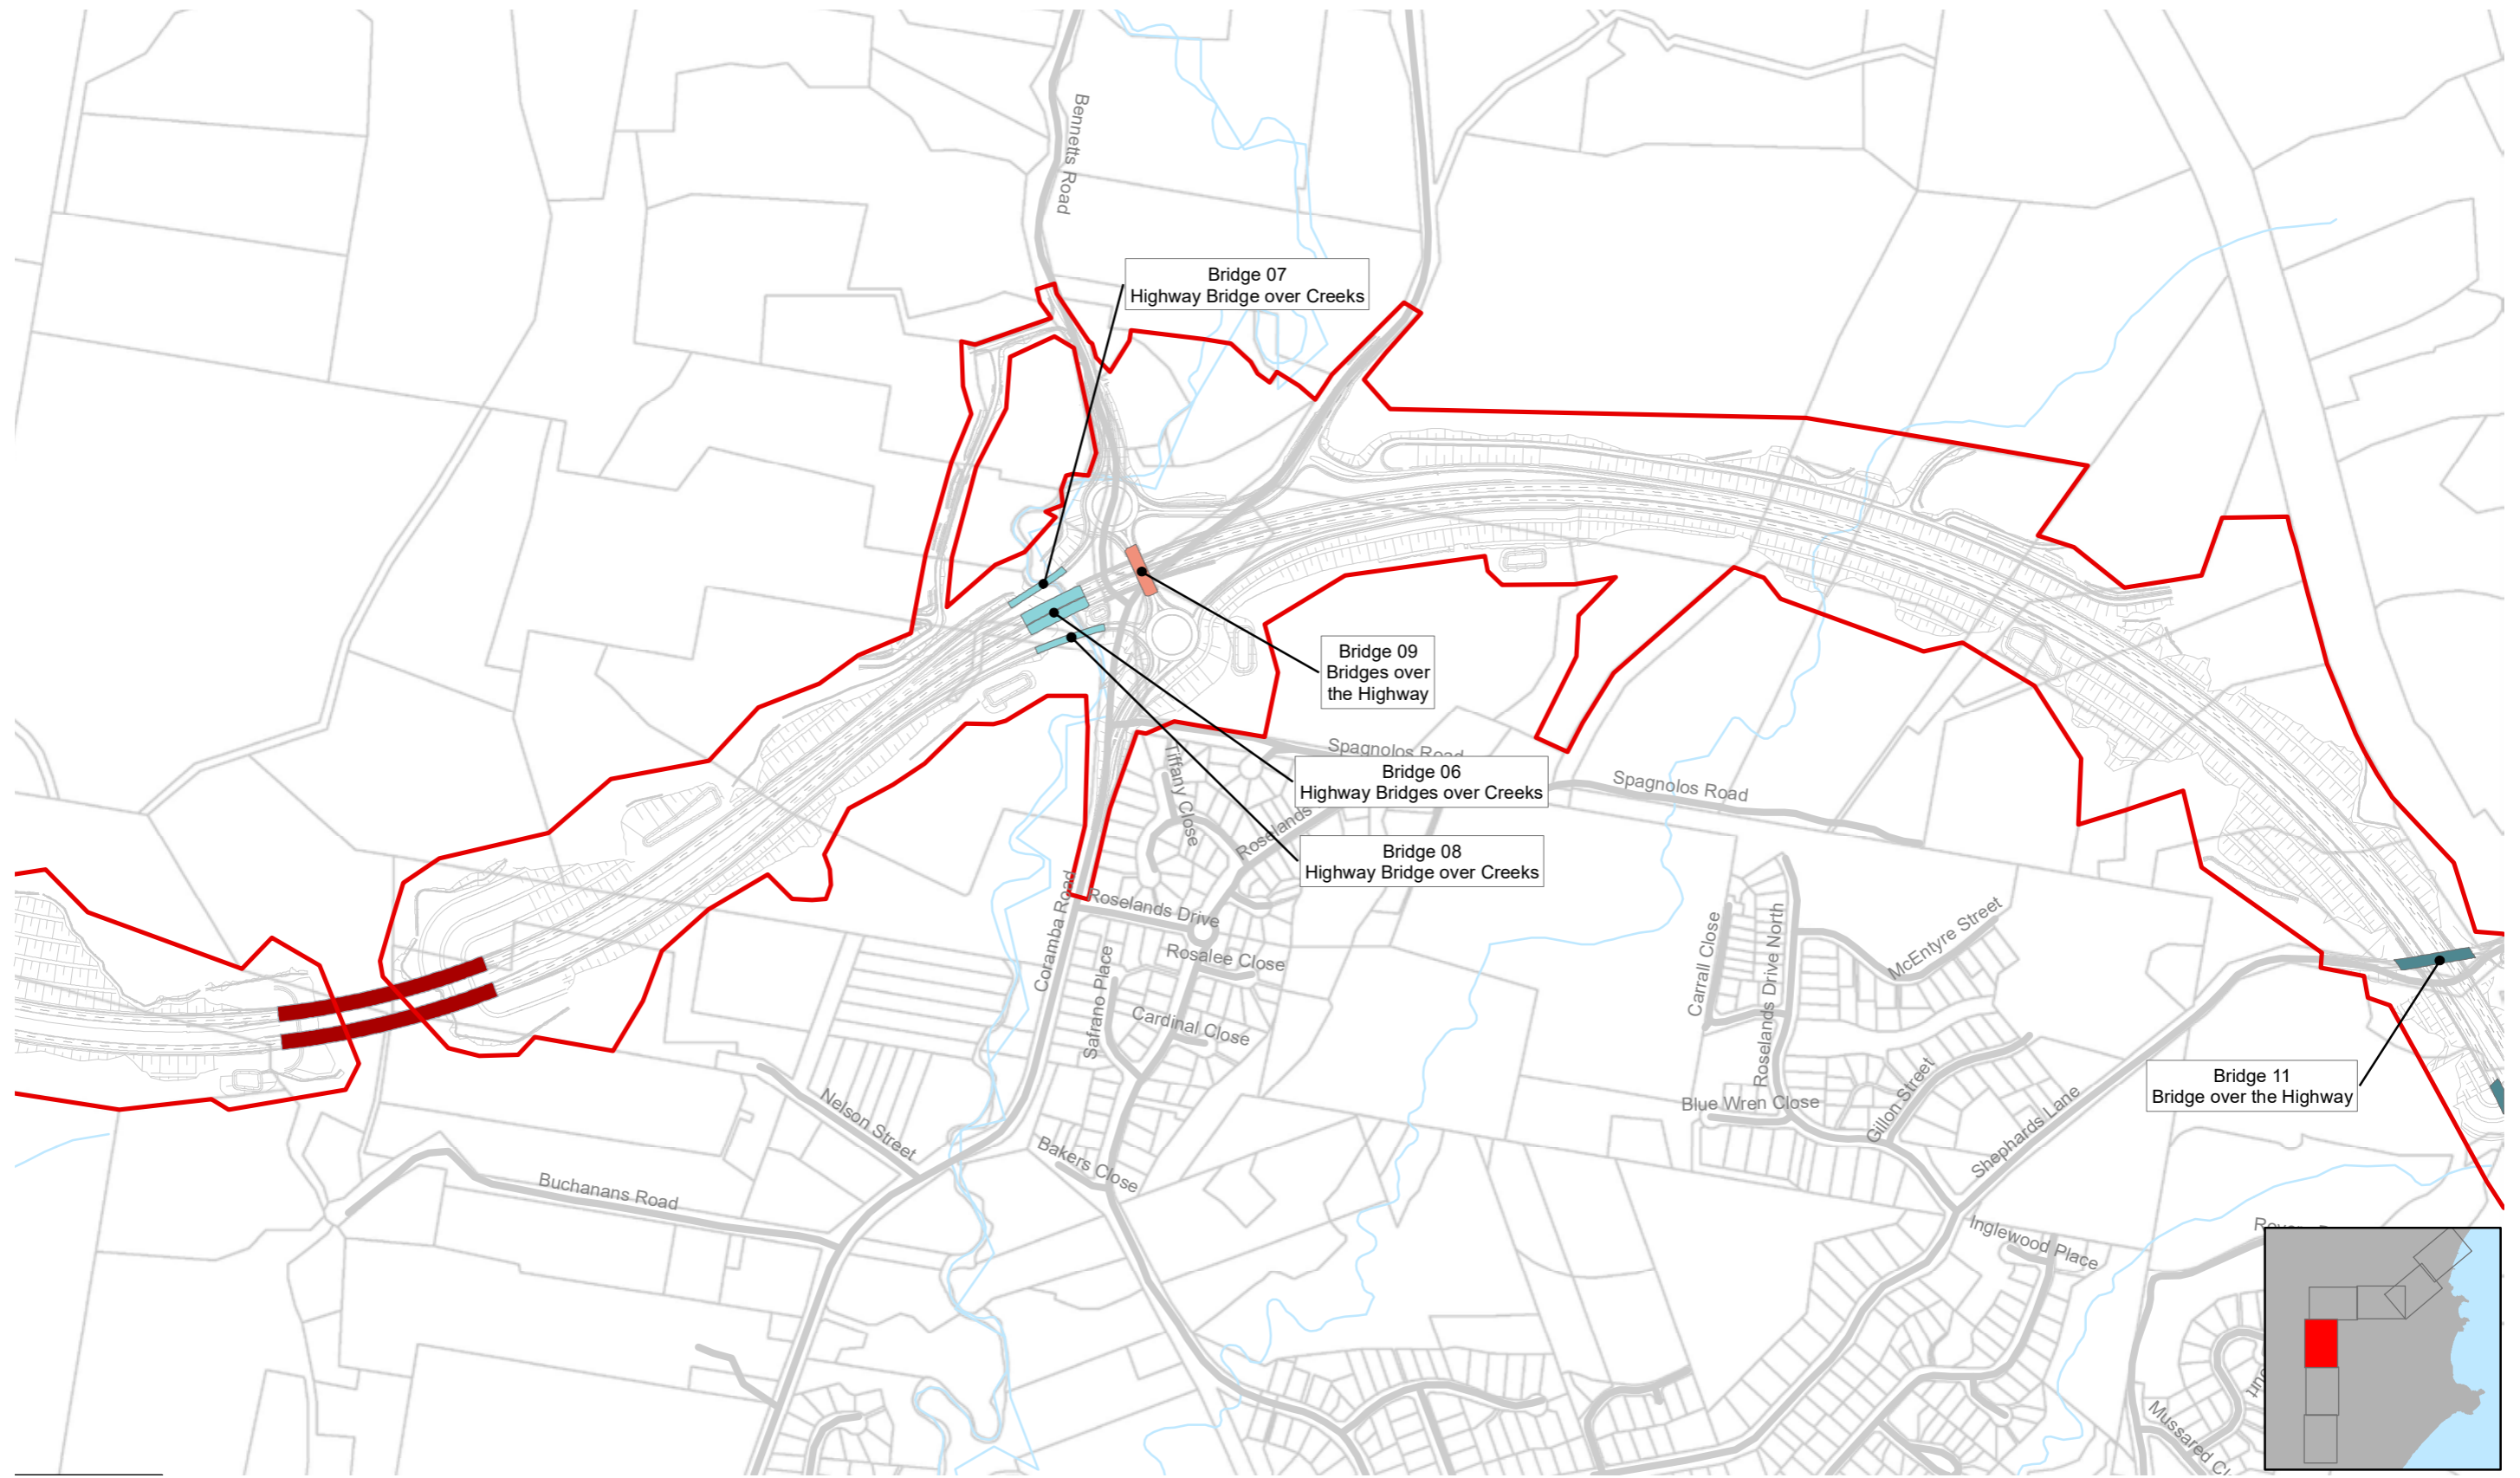 Bennetts Road
Bridge 07
Highway Bridge over Creeks
Bridge 09
Bridges over
the Highway
Spagnolos Road
Bridge 06
Highway Bridges over Creeks
Spagnolos Road
Tiffany Close
Roselands
Bridge 08
Highway Bridge over Creeks
Coramba Road
Roselands Drive
Rosalee Close
Safrano Place
Cardinal Close
Carrall Close
Roselands Drive North
McEntyre Street
Bridge 11
Bridge over the Highway
Nelson Street
Blue Wren Close
Gillon Street
Shephards Lane
Bakers Close
Buchanans Road
Inglewood Place
Mussared Cl